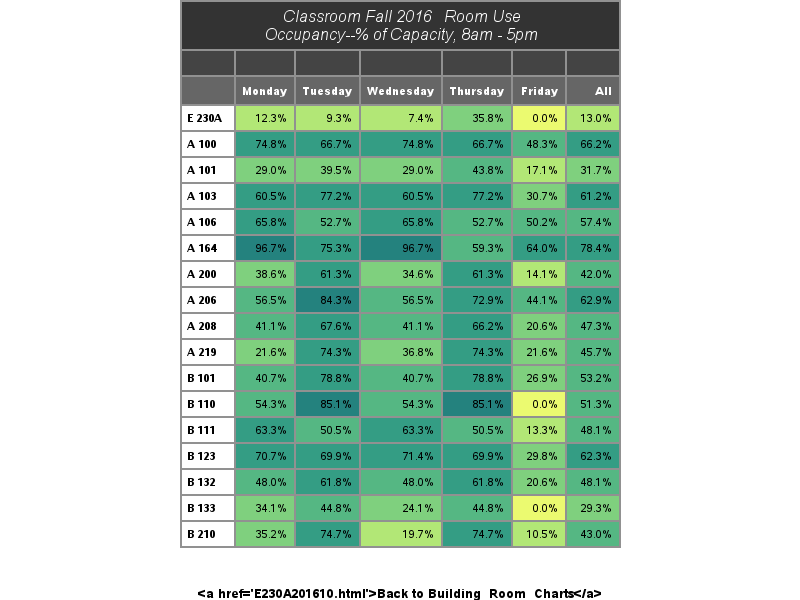 Classroom Fall 2016 Room Use
Occupancy--% of Capacity, 8am - 5pm
Monday Tuesday Wednesday Thursday Friday All
E 230A 12.3% 9.3% 7.4% 35.8% 0.0% 13.0%
A 100 74.8% 66.7% 74.8% 66.7% 48.3% 66.2%
A 101 29.0% 39.5% 29.0% 43.8% 17.1% 31.7%
A 103 60.5% 77.2% 60.5% 77.2% 30.7% 61.2%
A 106 65.8% 52.7% 65.8% 52.7% 50.2% 57.4%
A 164 96.7% 75.3% 96.7% 59.3% 64.0% 78.4%
A 200 38.6% 61.3% 34.6% 61.3% 14.1% 42.0%
A 206 56.5% 84.3% 56.5% 72.9% 44.1% 62.9%
A 208 41.1% 67.6% 41.1% 66.2% 20.6% 47.3%
A 219 21.6% 74.3% 36.8% 74.3% 21.6% 45.7%
B 101 40.7% 78.8% 40.7% 78.8% 26.9% 53.2%
B 110 54.3% 85.1% 54.3% 85.1% 0.0% 51.3%
B 111 63.3% 50.5% 63.3% 50.5% 13.3% 48.1%
B 123 70.7% 69.9% 71.4% 69.9% 29.8% 62.3%
B 132 48.0% 61.8% 48.0% 61.8% 20.6% 48.1%
B 133 34.1% 44.8% 24.1% 44.8% 0.0% 29.3%
B 210 35.2% 74.7% 19.7% 74.7% 10.5% 43.0%
<a href='E230A201610.html'>Back to Building Room Charts</a>